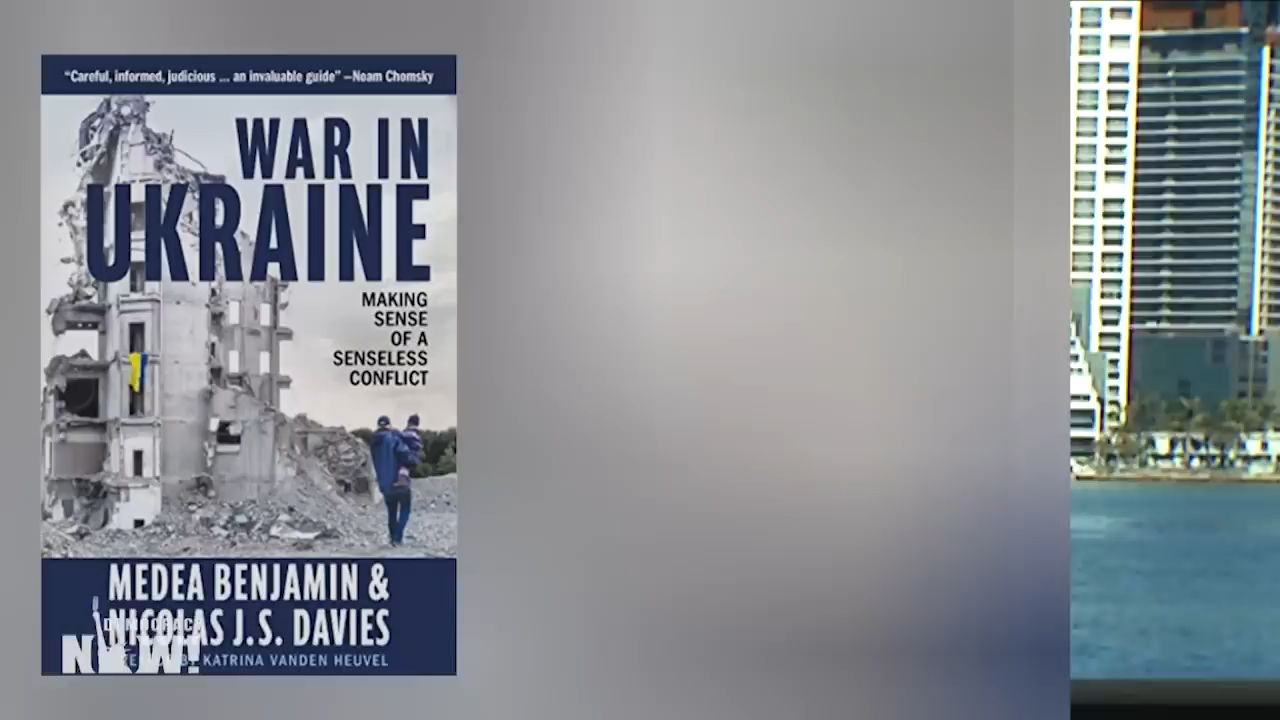 “Careful, informed, judicious ... an invaluable guide” —Noam Chomsky
WAR IN
UKRAINE
MAKING
SENSE
OF A
SENSELESS
CONFLICT
MEDEA BENJAMIN &
NICOLAS J.S. DAVIES
BY KATRINA VANDEN HEUVEL
DEMOCRACY
NOW!